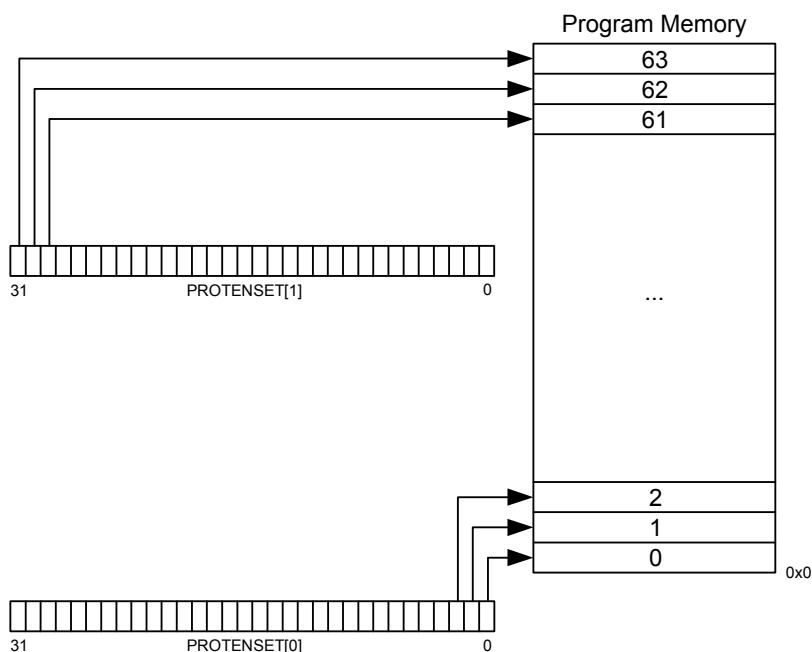 Program Memory
63
62
61
31 PROTENSET[1] 0
...
2
1
0
0x0
31 PROTENSET[0] 0